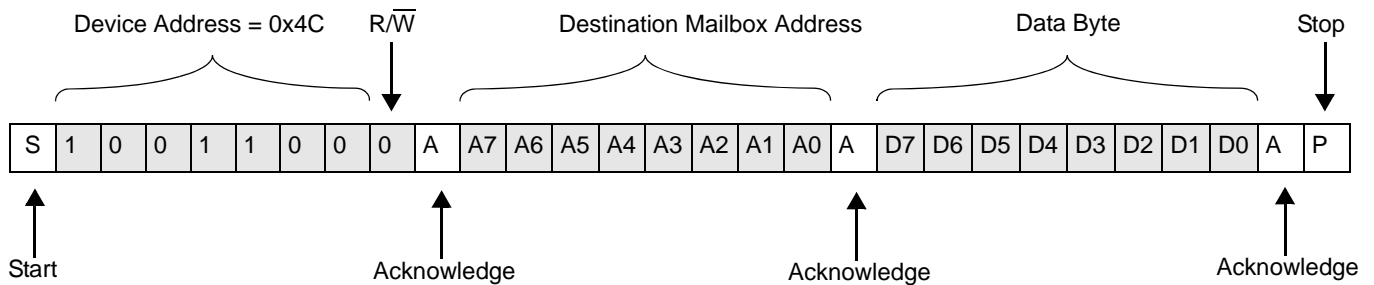 Device Address = 0x4C R/W̅ Destination Mailbox Address Data Byte Stop
S 1 0 0 1 1 0 0 0 A A7 A6 A5 A4 A3 A2 A1 A0 A D7 D6 D5 D4 D3 D2 D1 D0 A P
Start Acknowledge Acknowledge Acknowledge